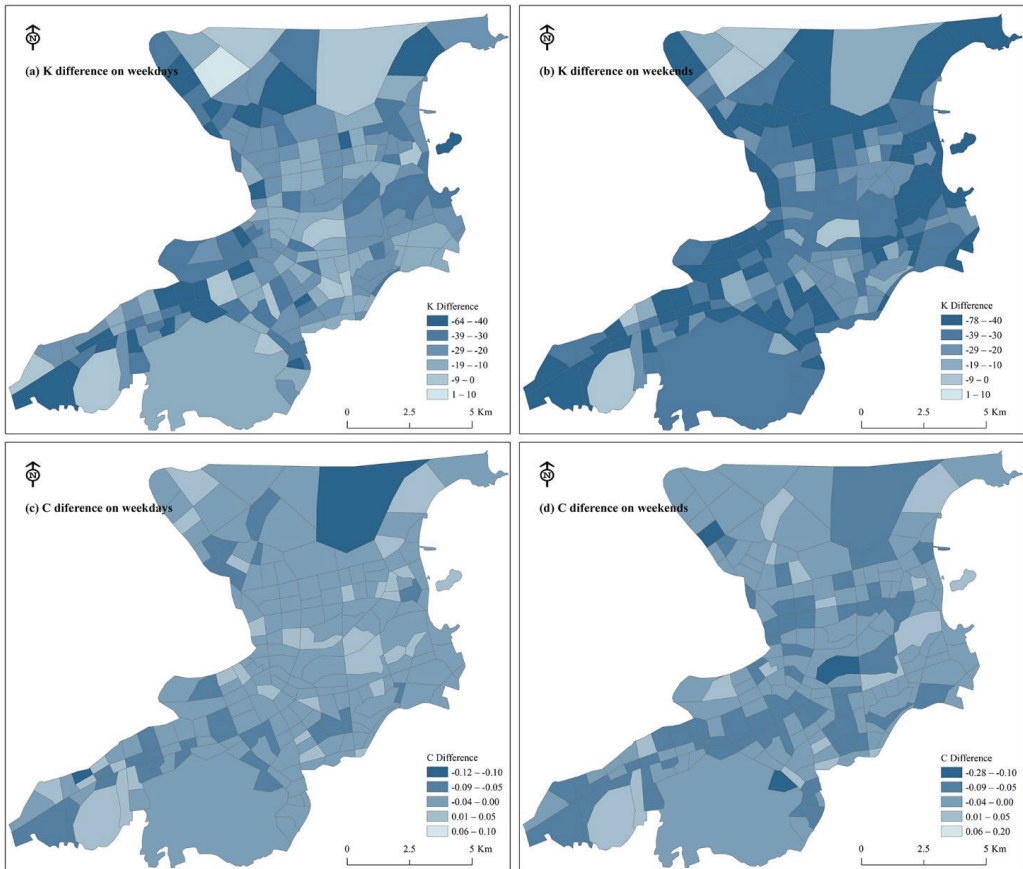 N
(a) K difference on weekdays
K Difference
-64 – -40
-39 – -30
-29 – -20
-19 – -10
-9 – 0
1 – 10
0 2.5 5 Km
N
(b) K difference on weekends
K Difference
-78 – -40
-39 – -30
-29 – -20
-19 – -10
-9 – 0
1 – 10
0 2.5 5 Km
N
(c) C diference on weekdays
C Difference
-0.12 – -0.10
-0.09 – -0.05
-0.04 – 0.00
0.01 – 0.05
0.06 – 0.10
0 2.5 5 Km
N
(d) C diference on weekends
C Difference
-0.28 – -0.10
-0.09 – -0.05
-0.04 – 0.00
0.01 – 0.05
0.06 – 0.20
0 2.5 5 Km